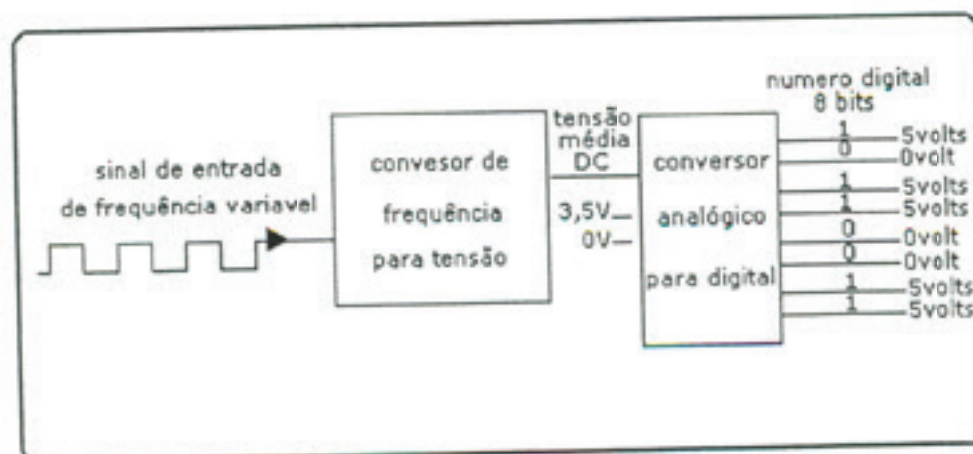 sinal de entrada
de frequência variavel
convesor de
frequência
para tensão
tensão
média
DC
3,5V
0V
conversor
analógico
para digital
numero digital
8 bits
1 5volts
0 0volt
1 5volts
1 5volts
0 0volt
0 0volt
1 5volts
1 5volts